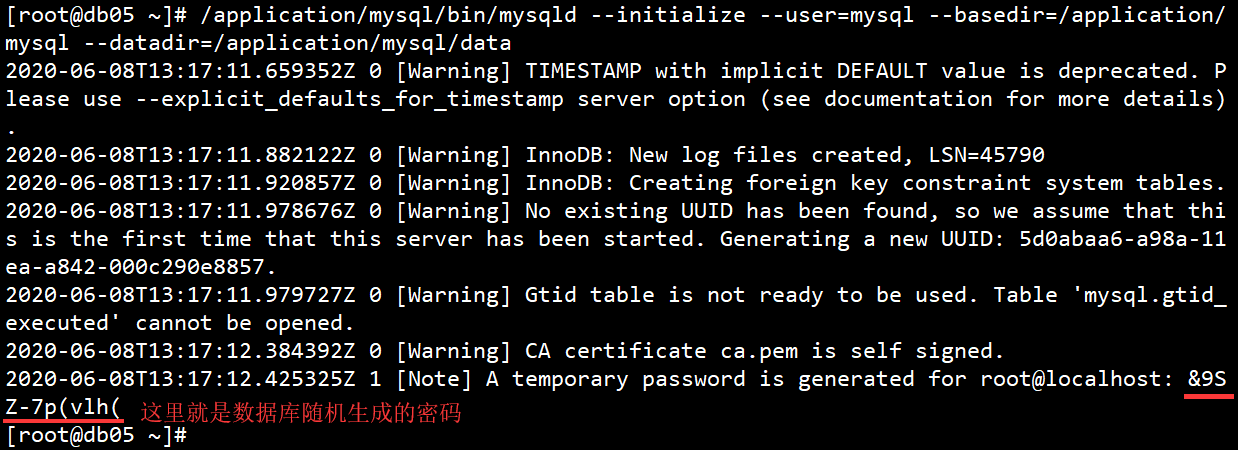 [root@db05 ~]# /application/mysql/bin/mysqld --initialize --user=mysql --basedir=/application/
mysql --datadir=/application/mysql/data
2020-06-08T13:17:11.659352Z 0 [Warning] TIMESTAMP with implicit DEFAULT value is deprecated. P
lease use --explicit_defaults_for_timestamp server option (see documentation for more details)
.
2020-06-08T13:17:11.882122Z 0 [Warning] InnoDB: New log files created, LSN=45790
2020-06-08T13:17:11.920857Z 0 [Warning] InnoDB: Creating foreign key constraint system tables.
2020-06-08T13:17:11.978676Z 0 [Warning] No existing UUID has been found, so we assume that thi
s is the first time that this server has been started. Generating a new UUID: 5d0abaa6-a98a-11
ea-a842-000c290e8857.
2020-06-08T13:17:11.979727Z 0 [Warning] Gtid table is not ready to be used. Table 'mysql.gtid_
executed' cannot be opened.
2020-06-08T13:17:12.384392Z 0 [Warning] CA certificate ca.pem is self signed.
2020-06-08T13:17:12.425325Z 1 [Note] A temporary password is generated for root@localhost: &9S
Z-7p(vlh( 这里就是数据库随机生成的密码
[root@db05 ~]#